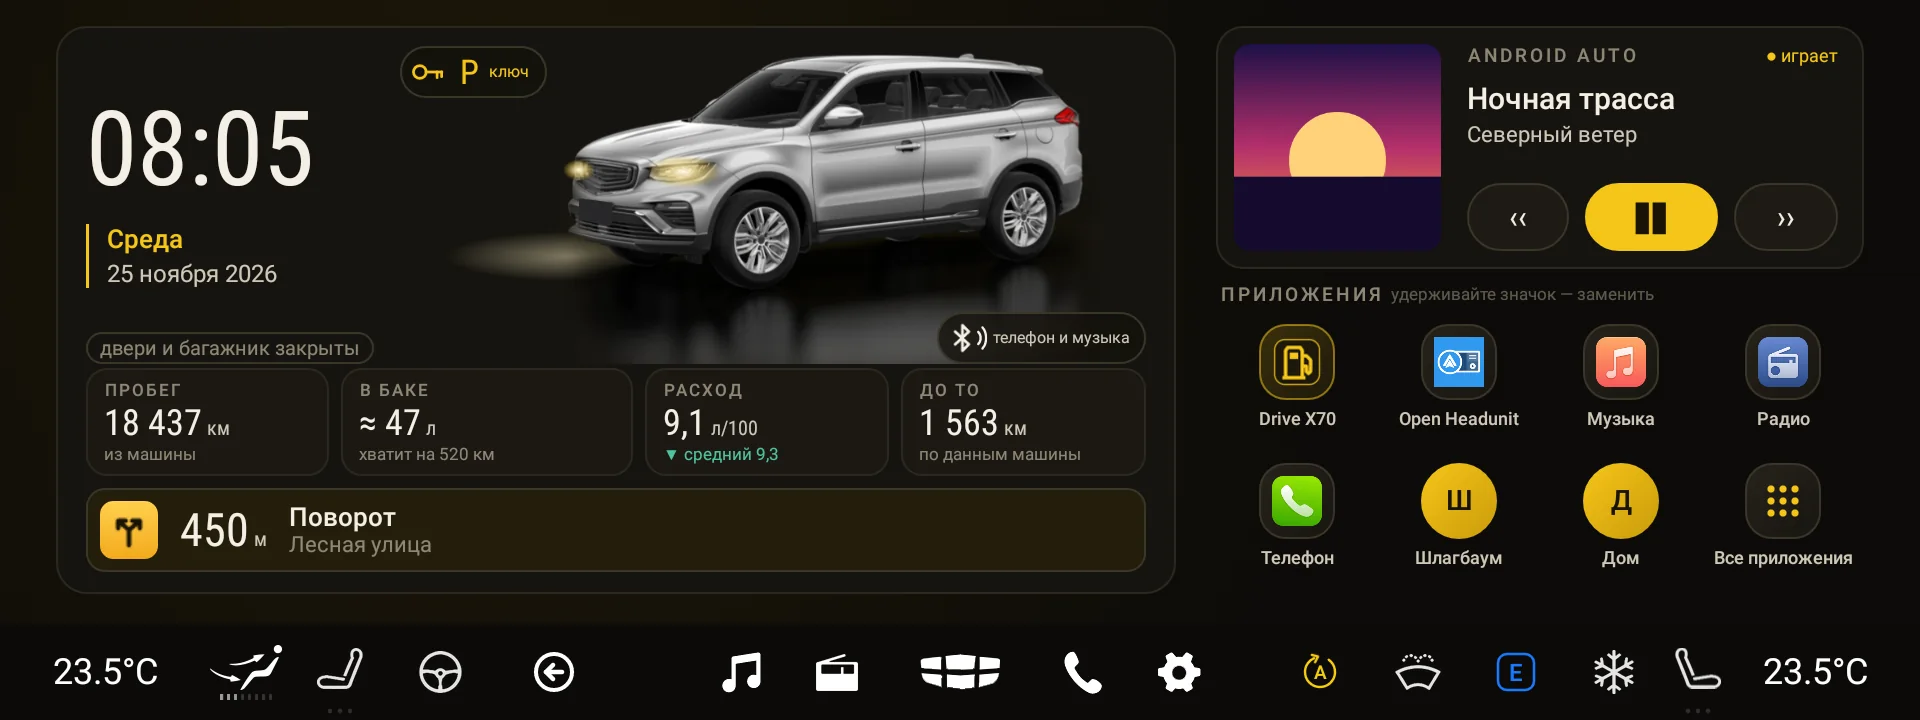 P ключ
08:05
Среда
25 ноября 2026
двери и багажник закрыты
телефон и музыка
ПРОБЕГ
18 437 км
из машины
В БАКЕ
≈ 47 л
хватит на 520 км
РАСХОД
9,1 л/100
▼ средний 9,3
ДО ТО
1 563 км
по данным машины
450 м
Поворот
Лесная улица
ANDROID AUTO
• играет
Ночная трасса
Северный ветер
‹‹
››
ПРИЛОЖЕНИЯ удерживайте значок — заменить
Drive X70
Open Headunit
Музыка
Радио
Телефон
Ш
Шлагбаум
Д
Дом
Все приложения
23.5°C
A
E
23.5°C